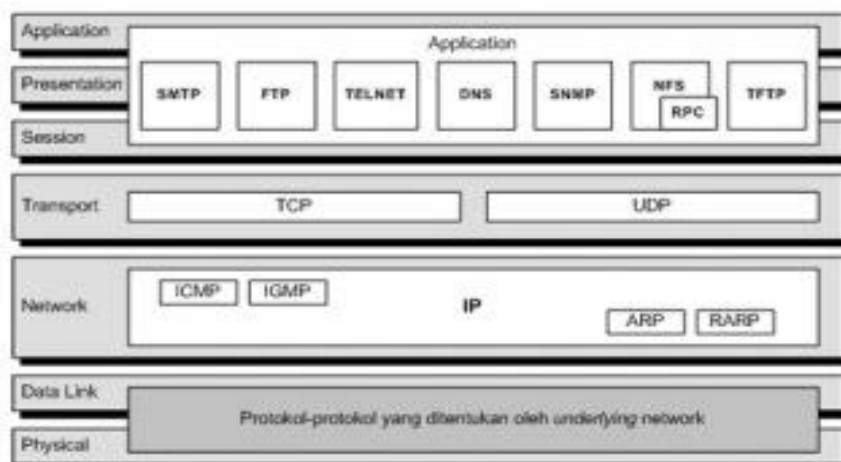 Application
Application
Presentation
SMTP
FTP
TELNET
DNS
SNMP
NFS
RPC
TFTP
Session
Transport
TCP
UDP
Network
ICMP
IGMP
IP
ARP
RARP
Data Link
Protokol-protokol yang ditentukan oleh underlying network
Physical